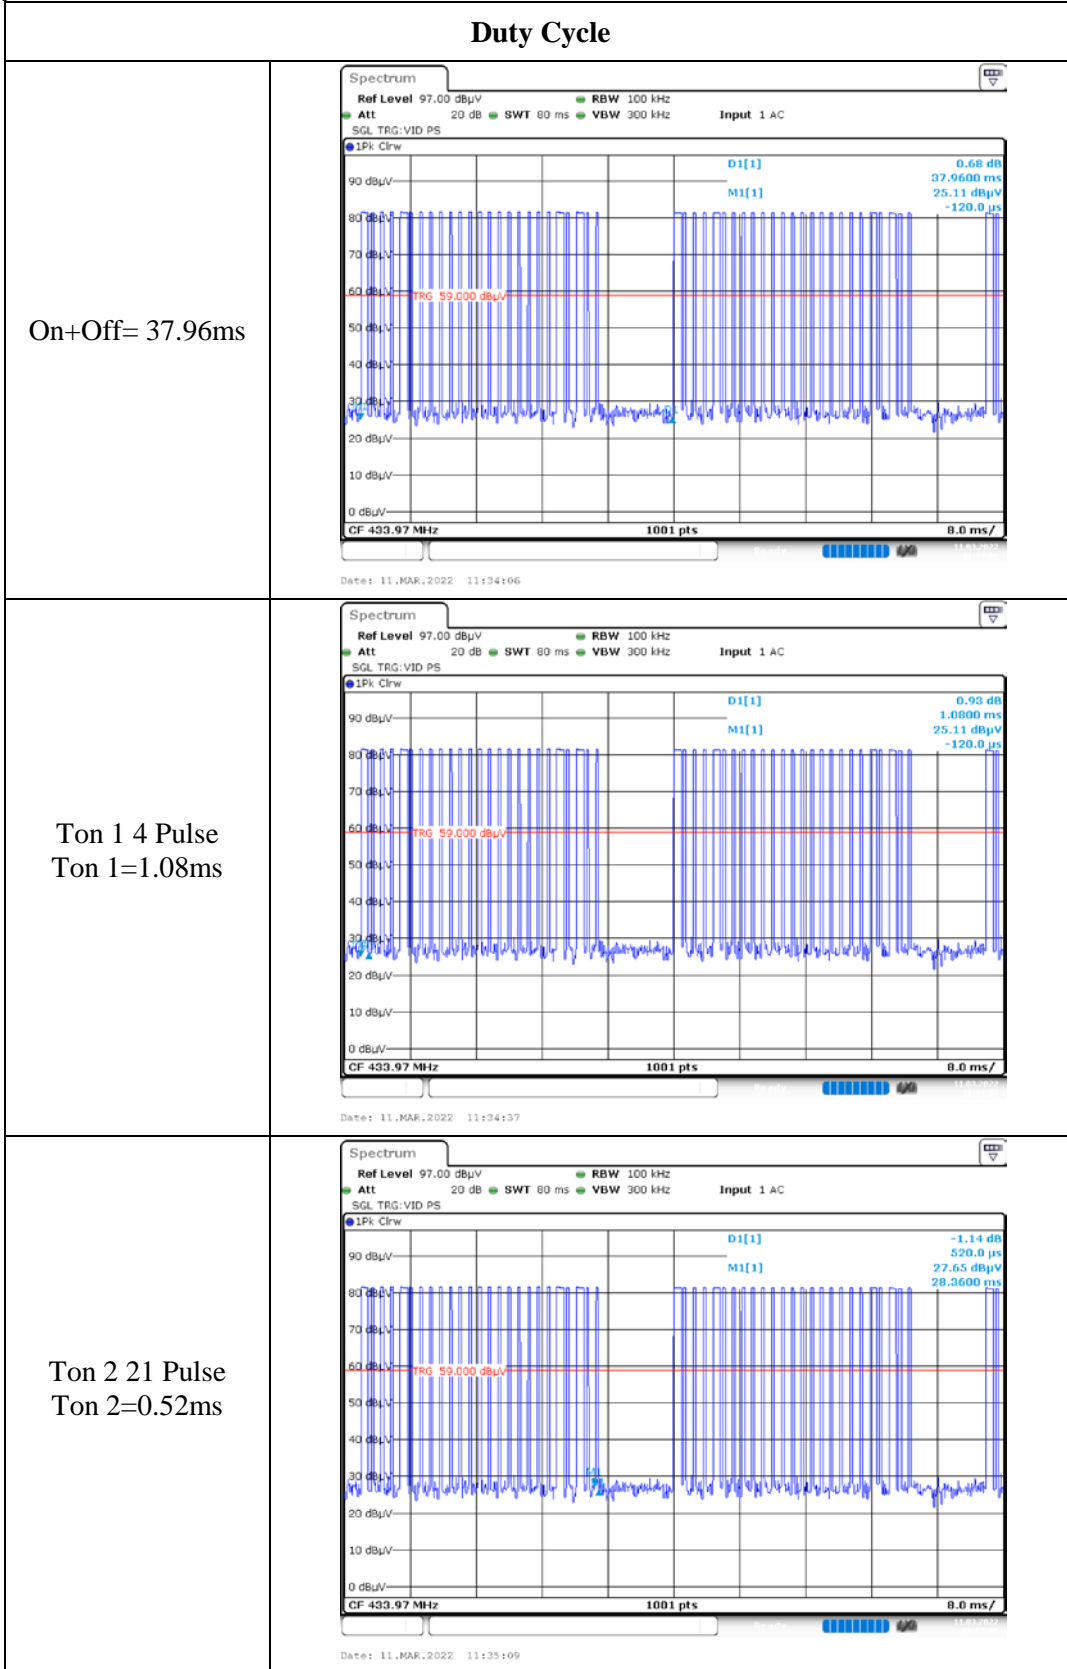 Duty Cycle
On+Off= 37.96ms
Spectrum
Ref Level 97.00 dBµV RBW 100 kHz
Att 20 dB SWT 80 ms VBW 300 kHz Input 1 AC
SGL TRG:VID PS
1Pk Clrw
D1[1] 0.68 dB
37.9600 ms
M1[1] 25.11 dBµV
-120.0 µs
90 dBµV
80 dBµV
70 dBµV
60 dBµV
TRG 59.000 dBµV
50 dBµV
40 dBµV
30 dBµV
20 dBµV
10 dBµV
0 dBµV
CF 433.97 MHz 1001 pts 8.0 ms/
Date: 11.MAR.2022 11:34:06
Ton 1 4 Pulse
Ton 1=1.08ms
Spectrum
Ref Level 97.00 dBµV RBW 100 kHz
Att 20 dB SWT 80 ms VBW 300 kHz Input 1 AC
SGL TRG:VID PS
1Pk Clrw
D1[1] 0.93 dB
1.0800 ms
M1[1] 25.11 dBµV
-120.0 µs
90 dBµV
80 dBµV
70 dBµV
60 dBµV
TRG 59.000 dBµV
50 dBµV
40 dBµV
30 dBµV
20 dBµV
10 dBµV
0 dBµV
CF 433.97 MHz 1001 pts 8.0 ms/
Date: 11.MAR.2022 11:34:37
Ton 2 21 Pulse
Ton 2=0.52ms
Spectrum
Ref Level 97.00 dBµV RBW 100 kHz
Att 20 dB SWT 80 ms VBW 300 kHz Input 1 AC
SGL TRG:VID PS
1Pk Clrw
D1[1] -1.14 dB
520.0 µs
M1[1] 27.65 dBµV
28.3600 ms
90 dBµV
80 dBµV
70 dBµV
60 dBµV
TRG 59.000 dBµV
50 dBµV
40 dBµV
30 dBµV
20 dBµV
10 dBµV
0 dBµV
CF 433.97 MHz 1001 pts 8.0 ms/
Date: 11.MAR.2022 11:35:09